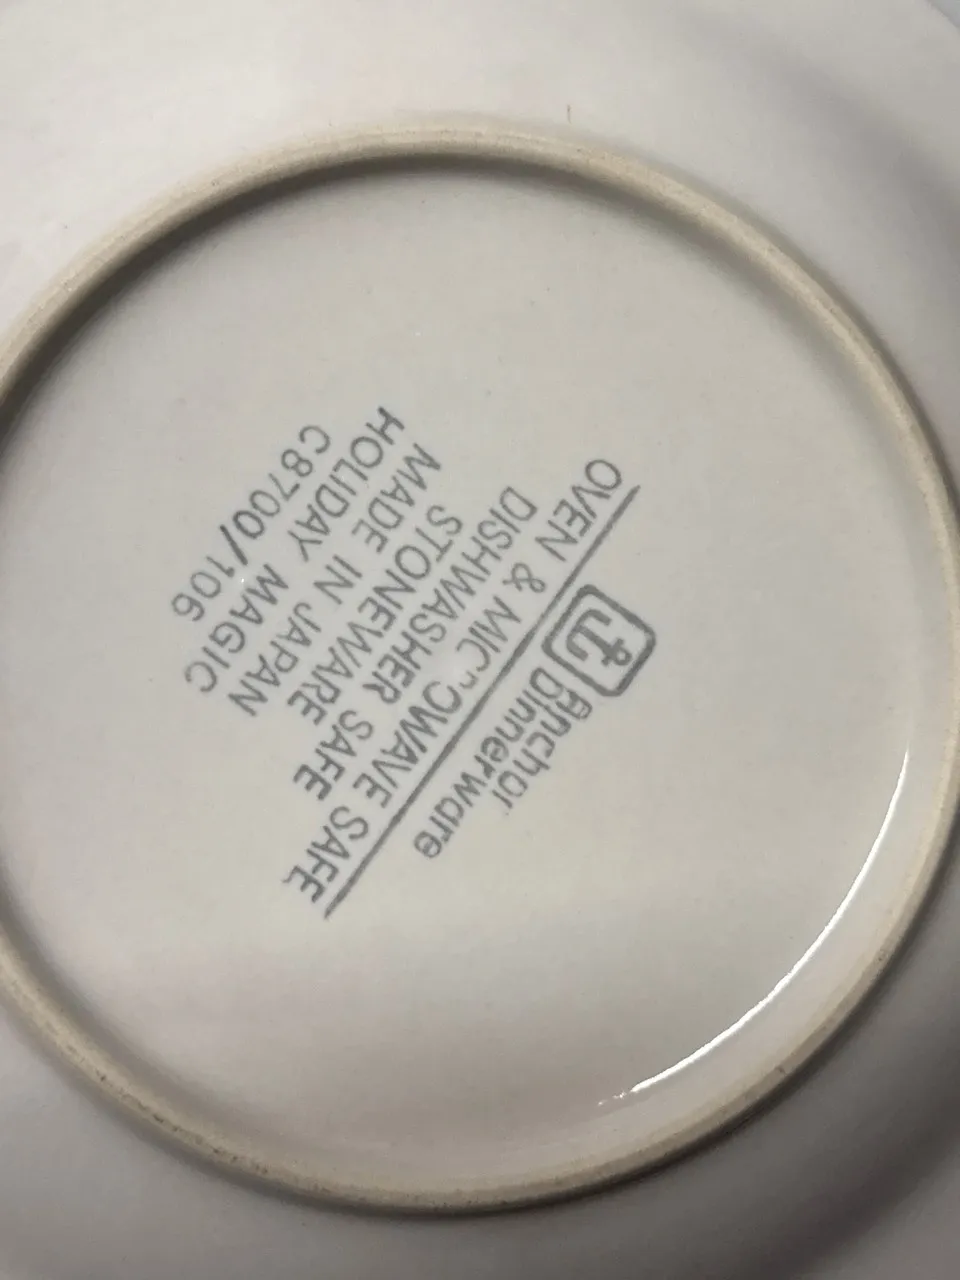 Anchor
Dinnerware
OVEN & MICROWAVE SAFE
DISHWASHER SAFE
STONEWARE
MADE IN JAPAN
HOLIDAY MAGIC
C8700/106